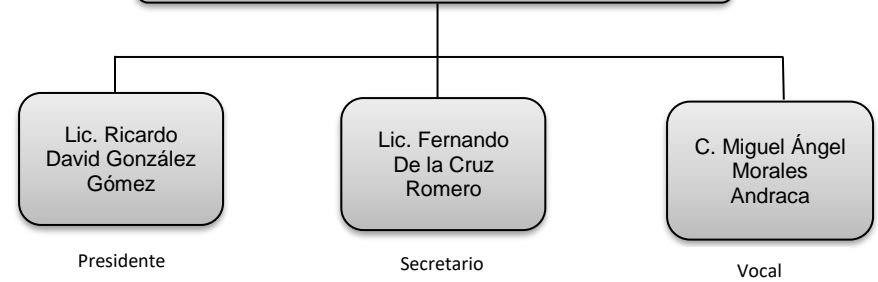 Lic. Ricardo
David González
Gómez
Presidente
Lic. Fernando
De la Cruz
Romero
Secretario
C. Miguel Ángel
Morales
Andraca
Vocal